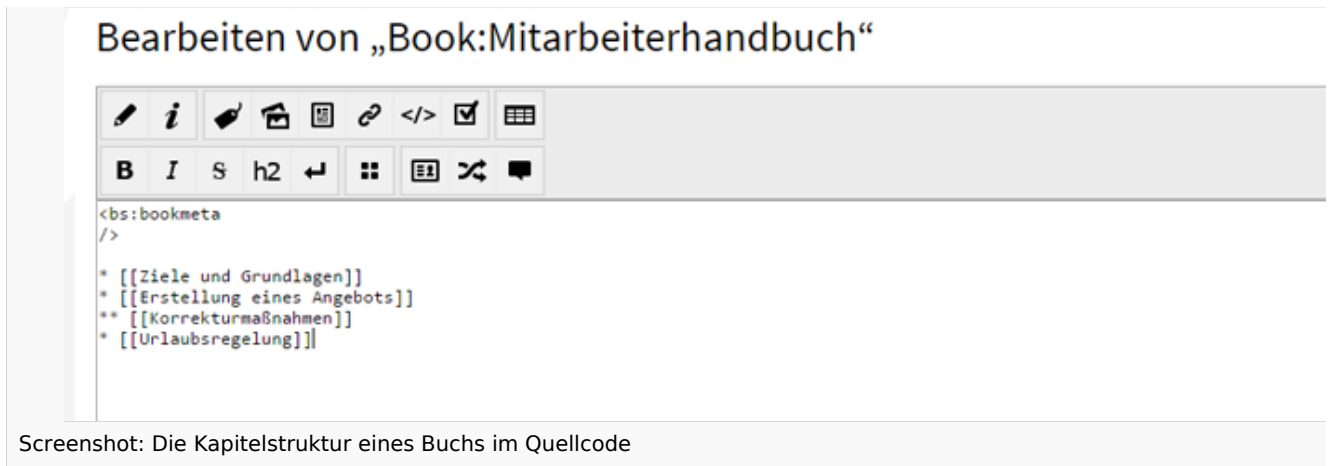 Bearbeiten von „Book:Mitarbeiterhandbuch“
i </>
B I S h2
<bs:bookmeta
/>
* [[Ziele und Grundlagen]]
* [[Erstellung eines Angebots]]
** [[Korrekturmaßnahmen]]
* [[Urlaubsregelung]]
Screenshot: Die Kapitelstruktur eines Buchs im Quellcode